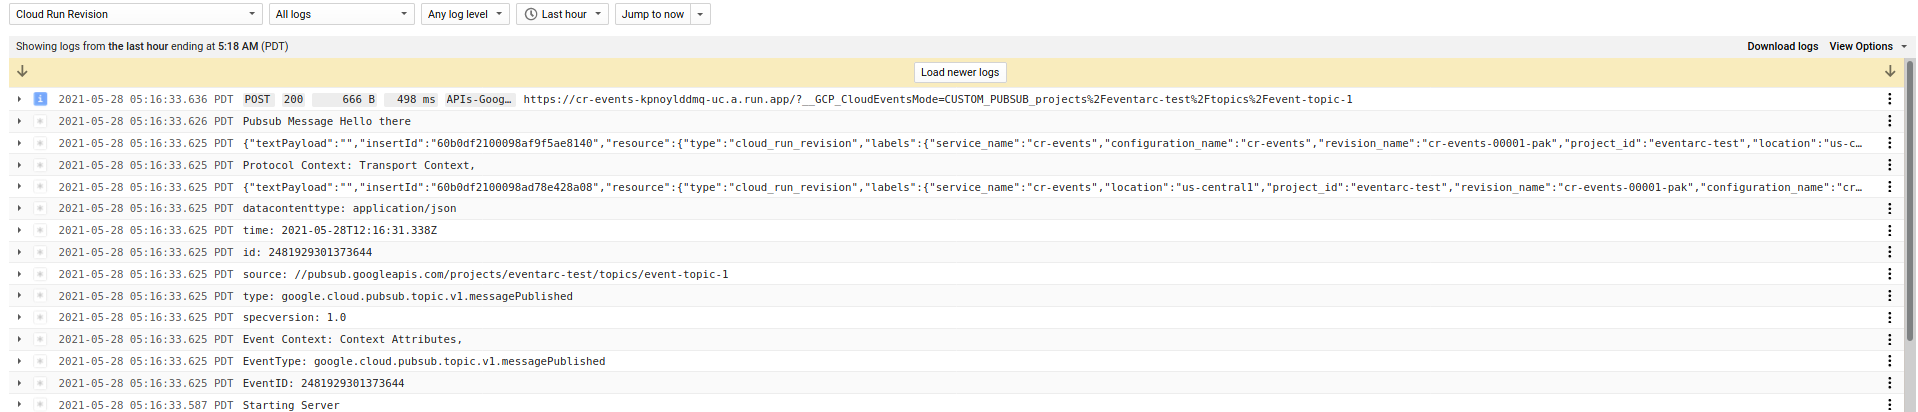 Cloud Run Revision All logs Any log level Last hour Jump to now
Showing logs from the last hour ending at 5:18 AM (PDT) Download logs View Options
Load newer logs
2021-05-28 05:16:33.636 PDT POST 200 666 B 498 ms APIs-Goog… https://cr-events-kpnoylddmq-uc.a.run.app/?__GCP_CloudEventsMode=CUSTOM_PUBSUB_projects%2Feventarc-test%2Ftopics%2Fevent-topic-1
2021-05-28 05:16:33.626 PDT Pubsub Message Hello there
2021-05-28 05:16:33.625 PDT {"textPayload":"","insertId":"60b0df2100098af9f5ae8140","resource":{"type":"cloud_run_revision","labels":{"service_name":"cr-events","configuration_name":"cr-events","revision_name":"cr-events-00001-pak","project_id":"eventarc-test","location":"us-c…
2021-05-28 05:16:33.625 PDT Protocol Context: Transport Context,
2021-05-28 05:16:33.625 PDT {"textPayload":"","insertId":"60b0df2100098ad78e428a08","resource":{"type":"cloud_run_revision","labels":{"service_name":"cr-events","location":"us-central1","project_id":"eventarc-test","revision_name":"cr-events-00001-pak","configuration_name":"cr…
2021-05-28 05:16:33.625 PDT datacontenttype: application/json
2021-05-28 05:16:33.625 PDT time: 2021-05-28T12:16:31.338Z
2021-05-28 05:16:33.625 PDT id: 2481929301373644
2021-05-28 05:16:33.625 PDT source: //pubsub.googleapis.com/projects/eventarc-test/topics/event-topic-1
2021-05-28 05:16:33.625 PDT type: google.cloud.pubsub.topic.v1.messagePublished
2021-05-28 05:16:33.625 PDT specversion: 1.0
2021-05-28 05:16:33.625 PDT Event Context: Context Attributes,
2021-05-28 05:16:33.625 PDT EventType: google.cloud.pubsub.topic.v1.messagePublished
2021-05-28 05:16:33.625 PDT EventID: 2481929301373644
2021-05-28 05:16:33.587 PDT Starting Server